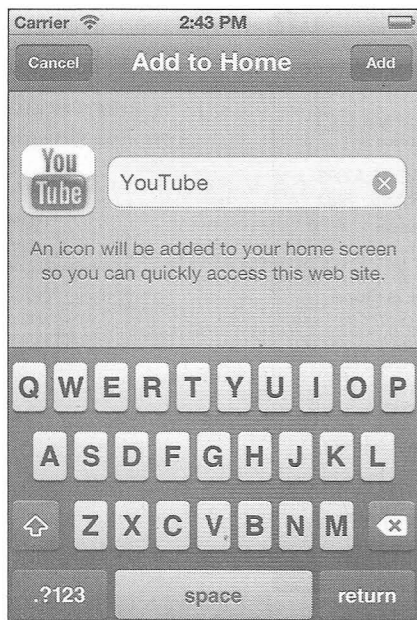 Carrier 2:43 PM
Cancel Add to Home Add
You
Tube
YouTube
An icon will be added to your home screen
so you can quickly access this web site.
Q W E R T Y U I O P
A S D F G H J K L
Z X C V B N M
.?123 space return